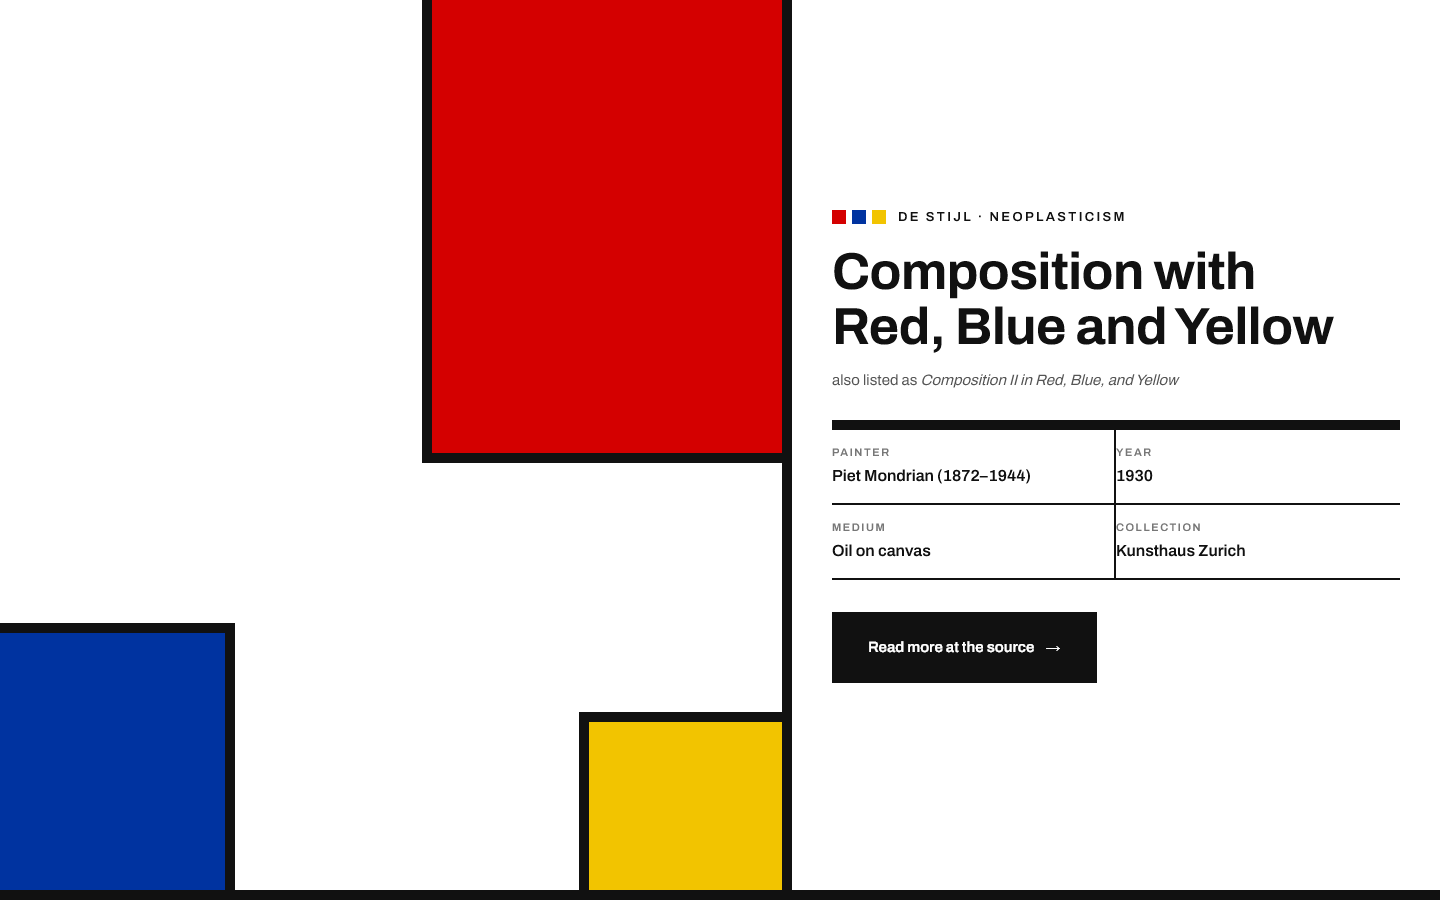 DE STIJL · NEOPLASTICISM
Composition with
Red, Blue and Yellow
also listed as Composition II in Red, Blue, and Yellow
PAINTER
Piet Mondrian (1872–1944)
YEAR
1930
MEDIUM
Oil on canvas
COLLECTION
Kunsthaus Zurich
Read more at the source →